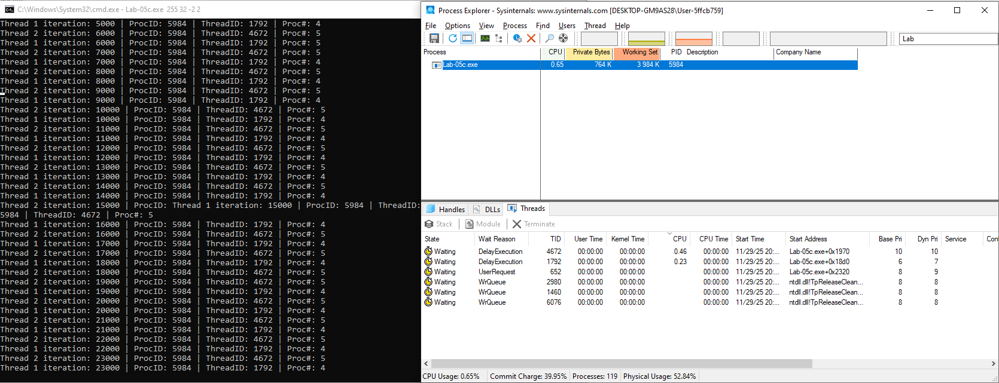 C:\Windows\System32\cmd.exe - Lab-05c.exe  255 32 -2 2
Thread 1 iteration: 5000 | ProcID: 5984 | ThreadID: 1792 | Proc#: 4
Thread 2 iteration: 6000 | ProcID: 5984 | ThreadID: 4672 | Proc#: 5
Thread 1 iteration: 6000 | ProcID: 5984 | ThreadID: 1792 | Proc#: 4
Thread 2 iteration: 7000 | ProcID: 5984 | ThreadID: 4672 | Proc#: 5
Thread 1 iteration: 7000 | ProcID: 5984 | ThreadID: 1792 | Proc#: 4
Thread 2 iteration: 8000 | ProcID: 5984 | ThreadID: 4672 | Proc#: 5
Thread 1 iteration: 8000 | ProcID: 5984 | ThreadID: 1792 | Proc#: 4
Thread 2 iteration: 9000 | ProcID: 5984 | ThreadID: 4672 | Proc#: 5
Thread 1 iteration: 9000 | ProcID: 5984 | ThreadID: 1792 | Proc#: 4
Thread 2 iteration: 10000 | ProcID: 5984 | ThreadID: 4672 | Proc#: 5
Thread 1 iteration: 10000 | ProcID: 5984 | ThreadID: 1792 | Proc#: 4
Thread 2 iteration: 11000 | ProcID: 5984 | ThreadID: 4672 | Proc#: 5
Thread 1 iteration: 11000 | ProcID: 5984 | ThreadID: 1792 | Proc#: 4
Thread 2 iteration: 12000 | ProcID: 5984 | ThreadID: 4672 | Proc#: 5
Thread 1 iteration: 12000 | ProcID: 5984 | ThreadID: 1792 | Proc#: 4
Thread 2 iteration: 13000 | ProcID: 5984 | ThreadID: 4672 | Proc#: 5
Thread 1 iteration: 13000 | ProcID: 5984 | ThreadID: 1792 | Proc#: 4
Thread 2 iteration: 14000 | ProcID: 5984 | ThreadID: 4672 | Proc#: 5
Thread 1 iteration: 14000 | ProcID: 5984 | ThreadID: 1792 | Proc#: 4
Thread 2 iteration: 15000 | ProcID: Thread 1 iteration: 15000 | ProcID: 5984 | ThreadID:
5984 | ThreadID: 4672 | Proc#: 5
Thread 1 iteration: 16000 | ProcID: 5984 | ThreadID: 1792 | Proc#: 4
Thread 2 iteration: 16000 | ProcID: 5984 | ThreadID: 4672 | Proc#: 5
Thread 1 iteration: 17000 | ProcID: 5984 | ThreadID: 1792 | Proc#: 4
Thread 2 iteration: 17000 | ProcID: 5984 | ThreadID: 4672 | Proc#: 5
Thread 1 iteration: 18000 | ProcID: 5984 | ThreadID: 1792 | Proc#: 4
Thread 2 iteration: 18000 | ProcID: 5984 | ThreadID: 4672 | Proc#: 5
Thread 2 iteration: 19000 | ProcID: 5984 | ThreadID: 4672 | Proc#: 5
Thread 1 iteration: 19000 | ProcID: 5984 | ThreadID: 1792 | Proc#: 4
Thread 2 iteration: 20000 | ProcID: 5984 | ThreadID: 4672 | Proc#: 5
Thread 1 iteration: 20000 | ProcID: 5984 | ThreadID: 1792 | Proc#: 4
Thread 2 iteration: 21000 | ProcID: 5984 | ThreadID: 4672 | Proc#: 5
Thread 1 iteration: 21000 | ProcID: 5984 | ThreadID: 1792 | Proc#: 4
Thread 2 iteration: 22000 | ProcID: 5984 | ThreadID: 4672 | Proc#: 5
Thread 1 iteration: 22000 | ProcID: 5984 | ThreadID: 1792 | Proc#: 4
Thread 2 iteration: 23000 | ProcID: 5984 | ThreadID: 4672 | Proc#: 5
Thread 1 iteration: 23000 | ProcID: 5984 | ThreadID: 1792 | Proc#: 4
Process Explorer - Sysinternals: www.sysinternals.com [DESKTOP-GM9AS28\User-5ffcb759]
File Options View Process Find Users Thread Help
Lab
Process CPU Private Bytes Working Set PID Description Company Name
Lab-05c.exe 0.65 764 K 3 984 K 5984
Handles DLLs Threads
Stack Module Terminate
State Wait Reason TID User Time Kernel Time CPU CPU Time Start Time Start Address Base Pri Dyn Pri Service Con
Waiting DelayExecution 4672 00:00:00 00:00:00 0.46 00:00:00 11/29/25 20:... Lab-05c.exe+0x1970 10 10
Waiting DelayExecution 1792 00:00:00 00:00:00 0.23 00:00:00 11/29/25 20:... Lab-05c.exe+0x18d0 6 7
Waiting UserRequest 652 00:00:00 00:00:00 00:00:00 11/29/25 20:... Lab-05c.exe+0x2320 8 9
Waiting WrQueue 2980 00:00:00 00:00:00 00:00:00 11/29/25 20:... ntdll.dll!TpReleaseClean... 8 8
Waiting WrQueue 1460 00:00:00 00:00:00 00:00:00 11/29/25 20:... ntdll.dll!TpReleaseClean... 8 8
Waiting WrQueue 6076 00:00:00 00:00:00 00:00:00 11/29/25 20:... ntdll.dll!TpReleaseClean... 8 8
CPU Usage: 0.65% Commit Charge: 39.95% Processes: 119 Physical Usage: 52.84%